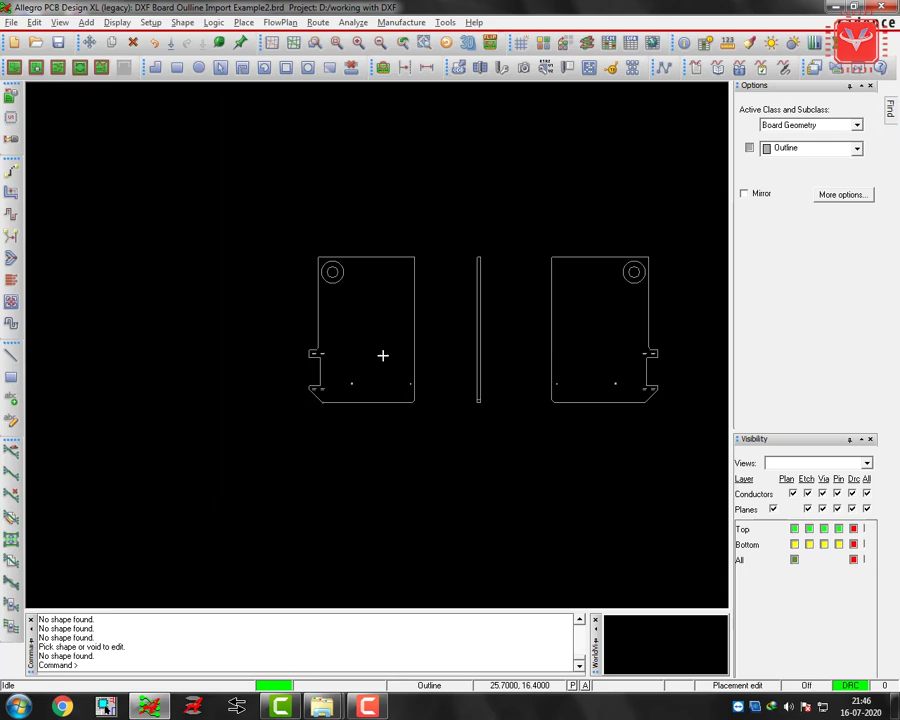 Allegro PCB Design XL (legacy): DXF Board Oulline Import Example2.brd Project: D:/working with DXF
File Edit View Add Display Setup Shape Logic Place FlowPlan Route Analyze Manufacture Tools Help
Options
Find
Active Class and Subclass:
Board Geometry
Outline
Mirror
More options...
Visibility
Views:
Layer Plan Etch Via Pin Drc All
Conductors
Planes
Top
Bottom
All
No shape found.
No shape found.
No shape found.
Pick shape or void to edit.
No shape found.
Command >
Idle Outline 25.7000, 16.4000 P A Placement edit Off DRC 0
21:46
16-07-2020